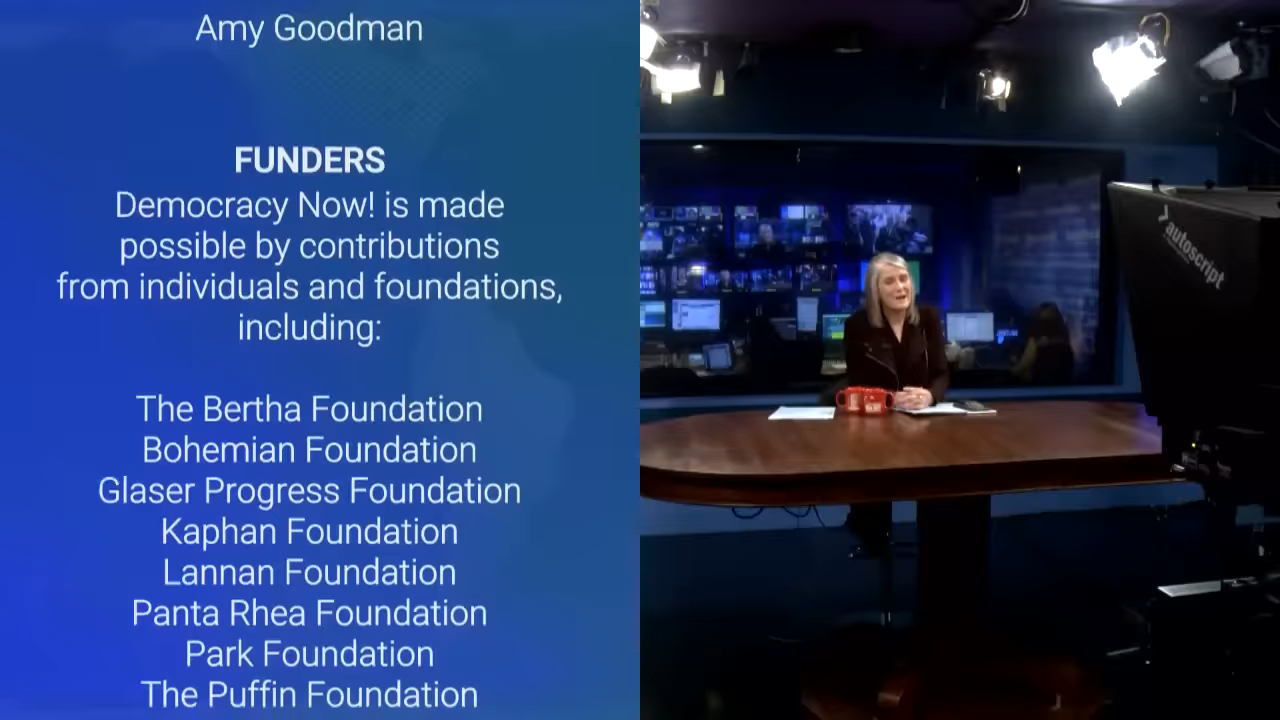 Amy Goodman
FUNDERS
Democracy Now! is made
possible by contributions
from individuals and foundations,
including:
The Bertha Foundation
Bohemian Foundation
Glaser Progress Foundation
Kaphan Foundation
Lannan Foundation
Panta Rhea Foundation
Park Foundation
The Puffin Foundation
autoscript